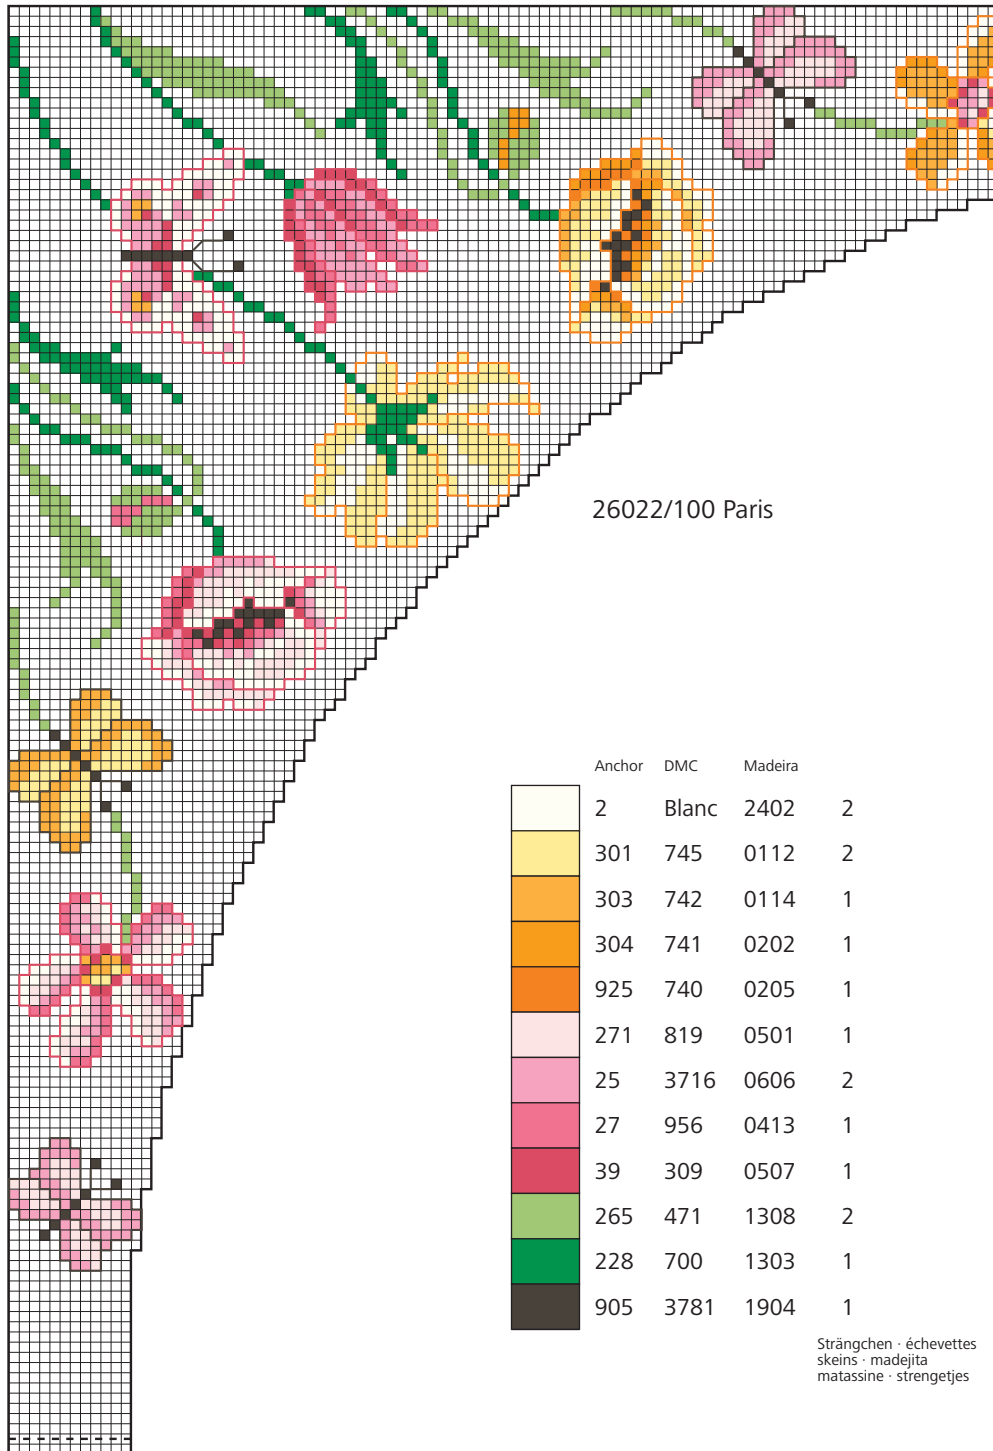 26022/100 Paris
Anchor DMC Madeira
2 Blanc 2402 2
301 745 0112 2
303 742 0114 1
304 741 0202 1
925 740 0205 1
271 819 0501 1
25 3716 0606 2
27 956 0413 1
39 309 0507 1
265 471 1308 2
228 700 1303 1
905 3781 1904 1
Strängchen · échevettes
skeins · madejita
matassine · strengetjes